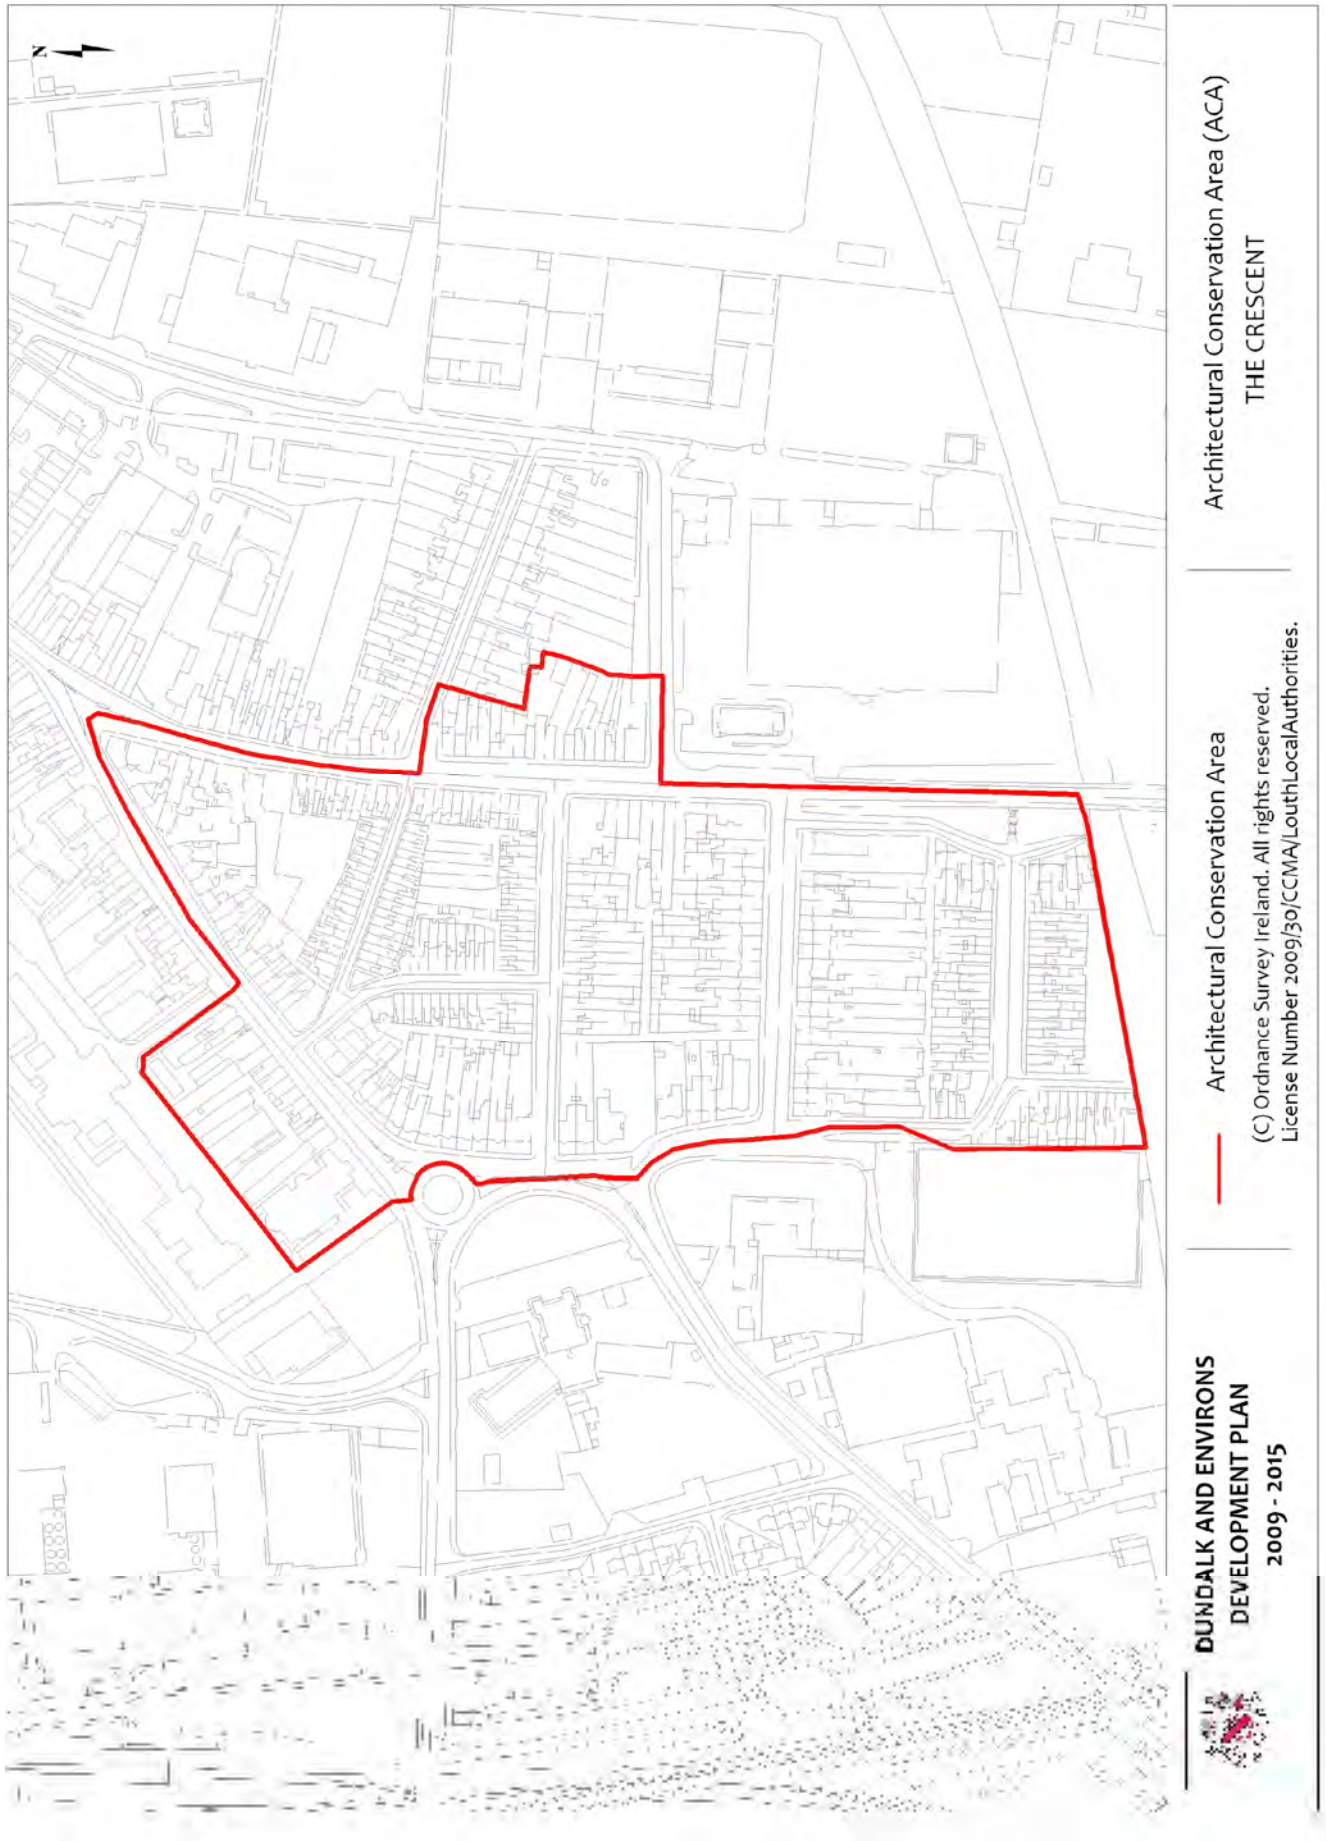 N
DUNDALK AND ENVIRONS
DEVELOPMENT PLAN
2009 - 2015
Architectural Conservation Area
(C) Ordnance Survey Ireland. All rights reserved.
License Number 2009/30/CCMA/LouthLocalAuthorities.
Architectural Conservation Area (ACA)
THE CRESCENT